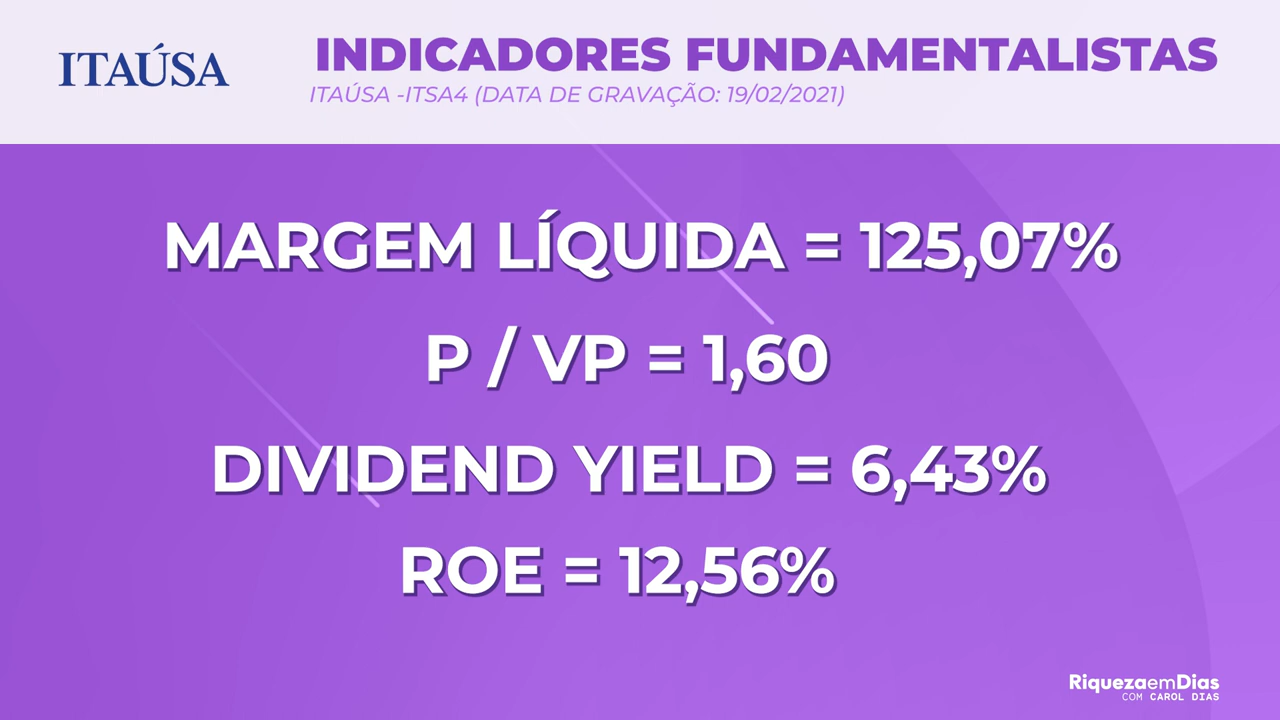 ITAÚSA
INDICADORES FUNDAMENTALISTAS
ITAÚSA -ITSA4 (DATA DE GRAVAÇÃO: 19/02/2021)
MARGEM LÍQUIDA = 125,07%
P / VP = 1,60
DIVIDEND YIELD = 6,43%
ROE = 12,56%
RiquezaemDias
COM CAROL DIAS